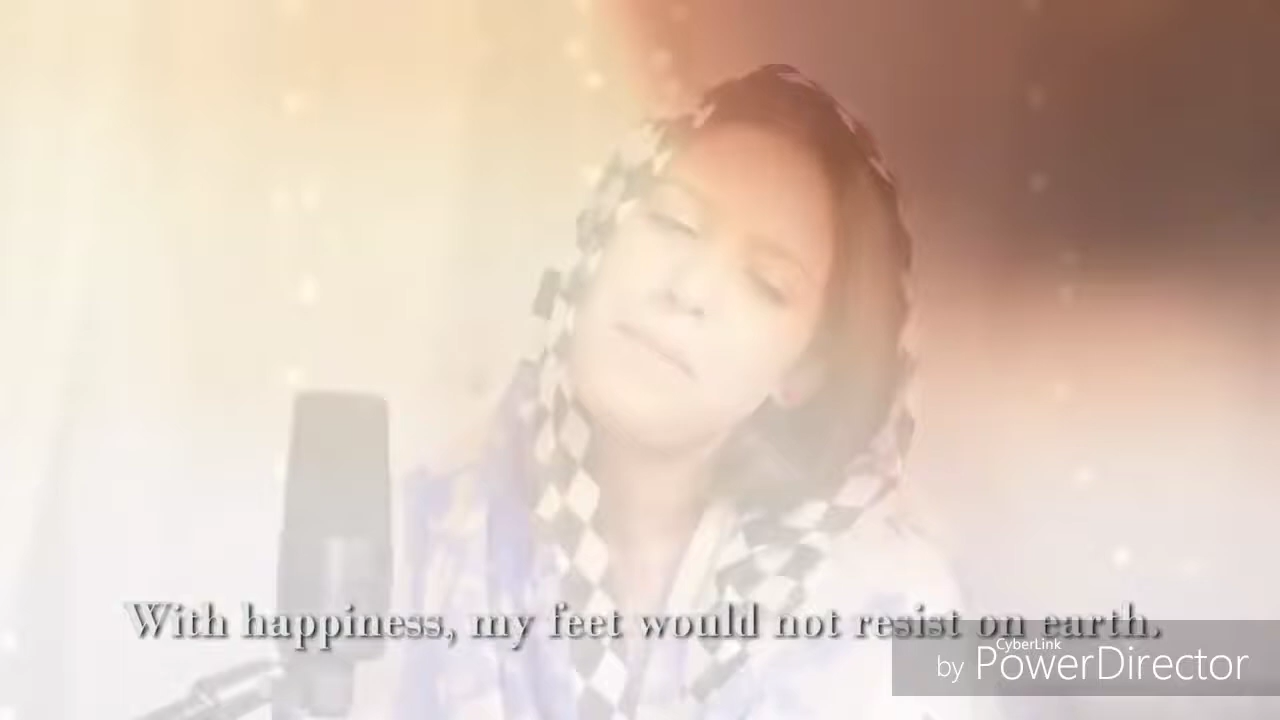 With happiness, my feet would not resist on earth.
CyberLink
by PowerDirector